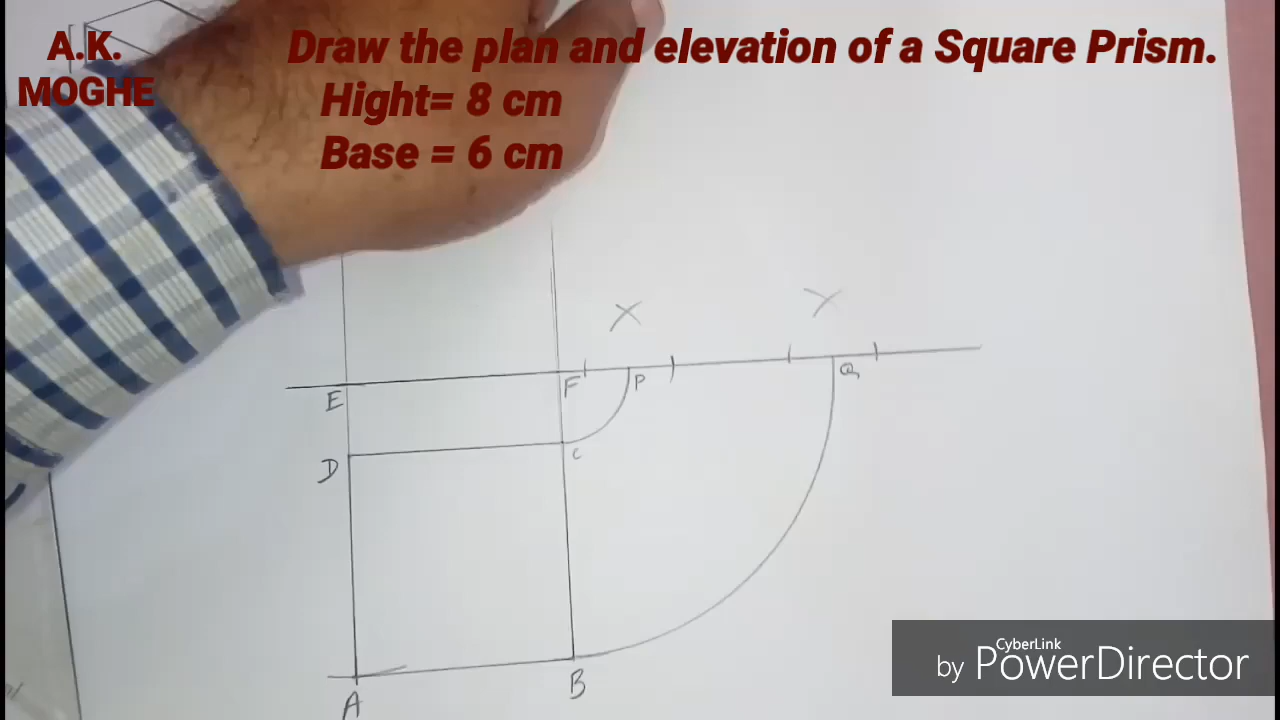 A.K.
MOGHE
Draw the plan and elevation of a Square Prism.
Hight= 8 cm
Base = 6 cm
E
F
P
Q
D
C
A
B
CyberLink
by PowerDirector